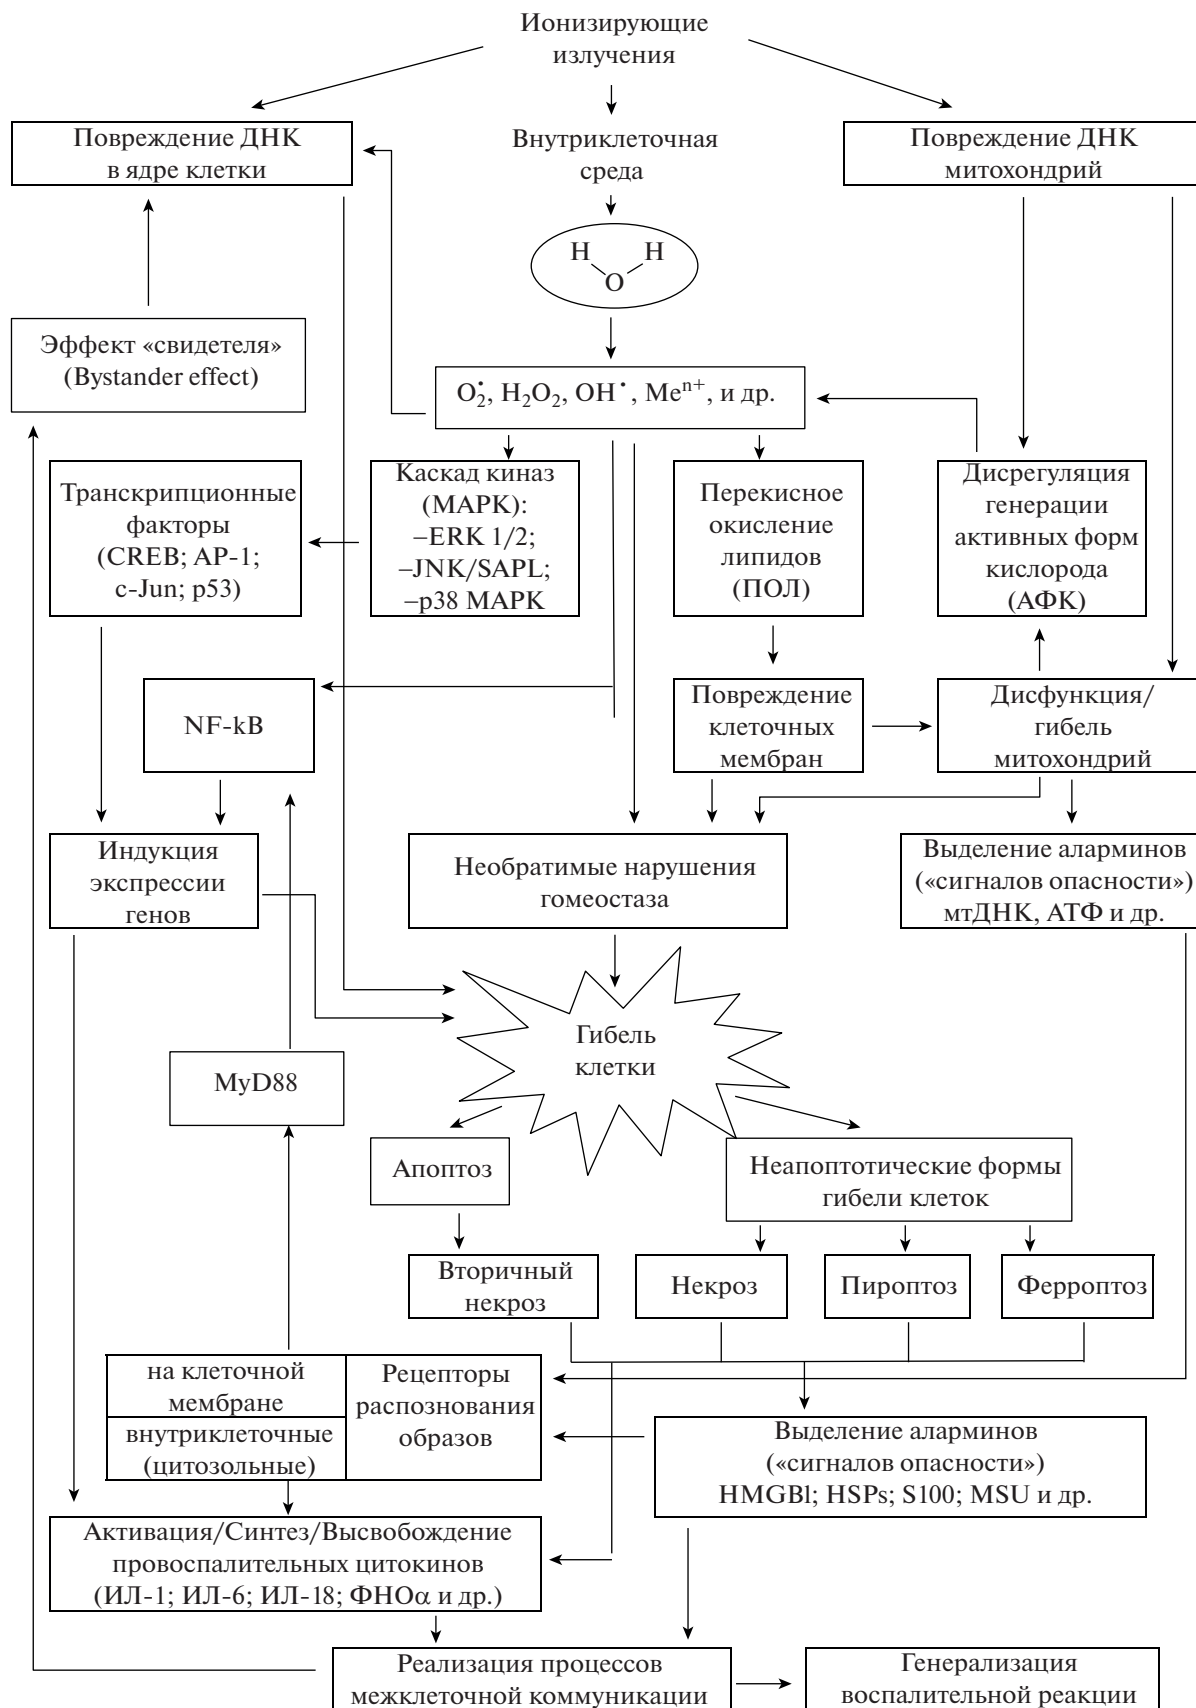 Ионизирующие
излучения
Повреждение ДНК
в ядре клетки
Внутриклеточная
среда
Повреждение ДНК
митохондрий
H H
O
Эффект «свидетеля»
(Bystander effect)
O₂˙, H₂O₂, OH˙, Meⁿ⁺, и др.
Транскрипционные
факторы
(CREB; AP-1;
c-Jun; p53)
Каскад киназ
(MAPK):
–ERK 1/2;
–JNK/SAPL;
–p38 MAPK
Перекисное
окисление
липидов
(ПОЛ)
Дисрегуляция
генерации
активных форм
кислорода
(АФК)
NF-kB
Повреждение
клеточных
мембран
Дисфункция/
гибель
митохондрий
Индукция
экспрессии
генов
Необратимые нарушения
гомеостаза
Выделение алармиnов
(«сигналов опасности»)
мтДНК, АТФ и др.
Гибель
клетки
MyD88
Апоптоз
Неапоптотические формы
гибели клеток
Вторичный
некроз
Некроз
Пироптоз
Ферроптоз
на клеточной
мембране
внутриклеточные
(цитозольные)
Рецепторы
распознования
образов
Выделение алармиnов
(«сигналов опасности»)
HMGBl; HSPs; S100; MSU и др.
Активация/Синтез/Высвобождение
провоспалительных цитокинов
(ИЛ-1; ИЛ-6; ИЛ-18; ФНОα и др.)
Реализация процессов
межклеточной коммуникации
Генерализация
воспалительной реакции